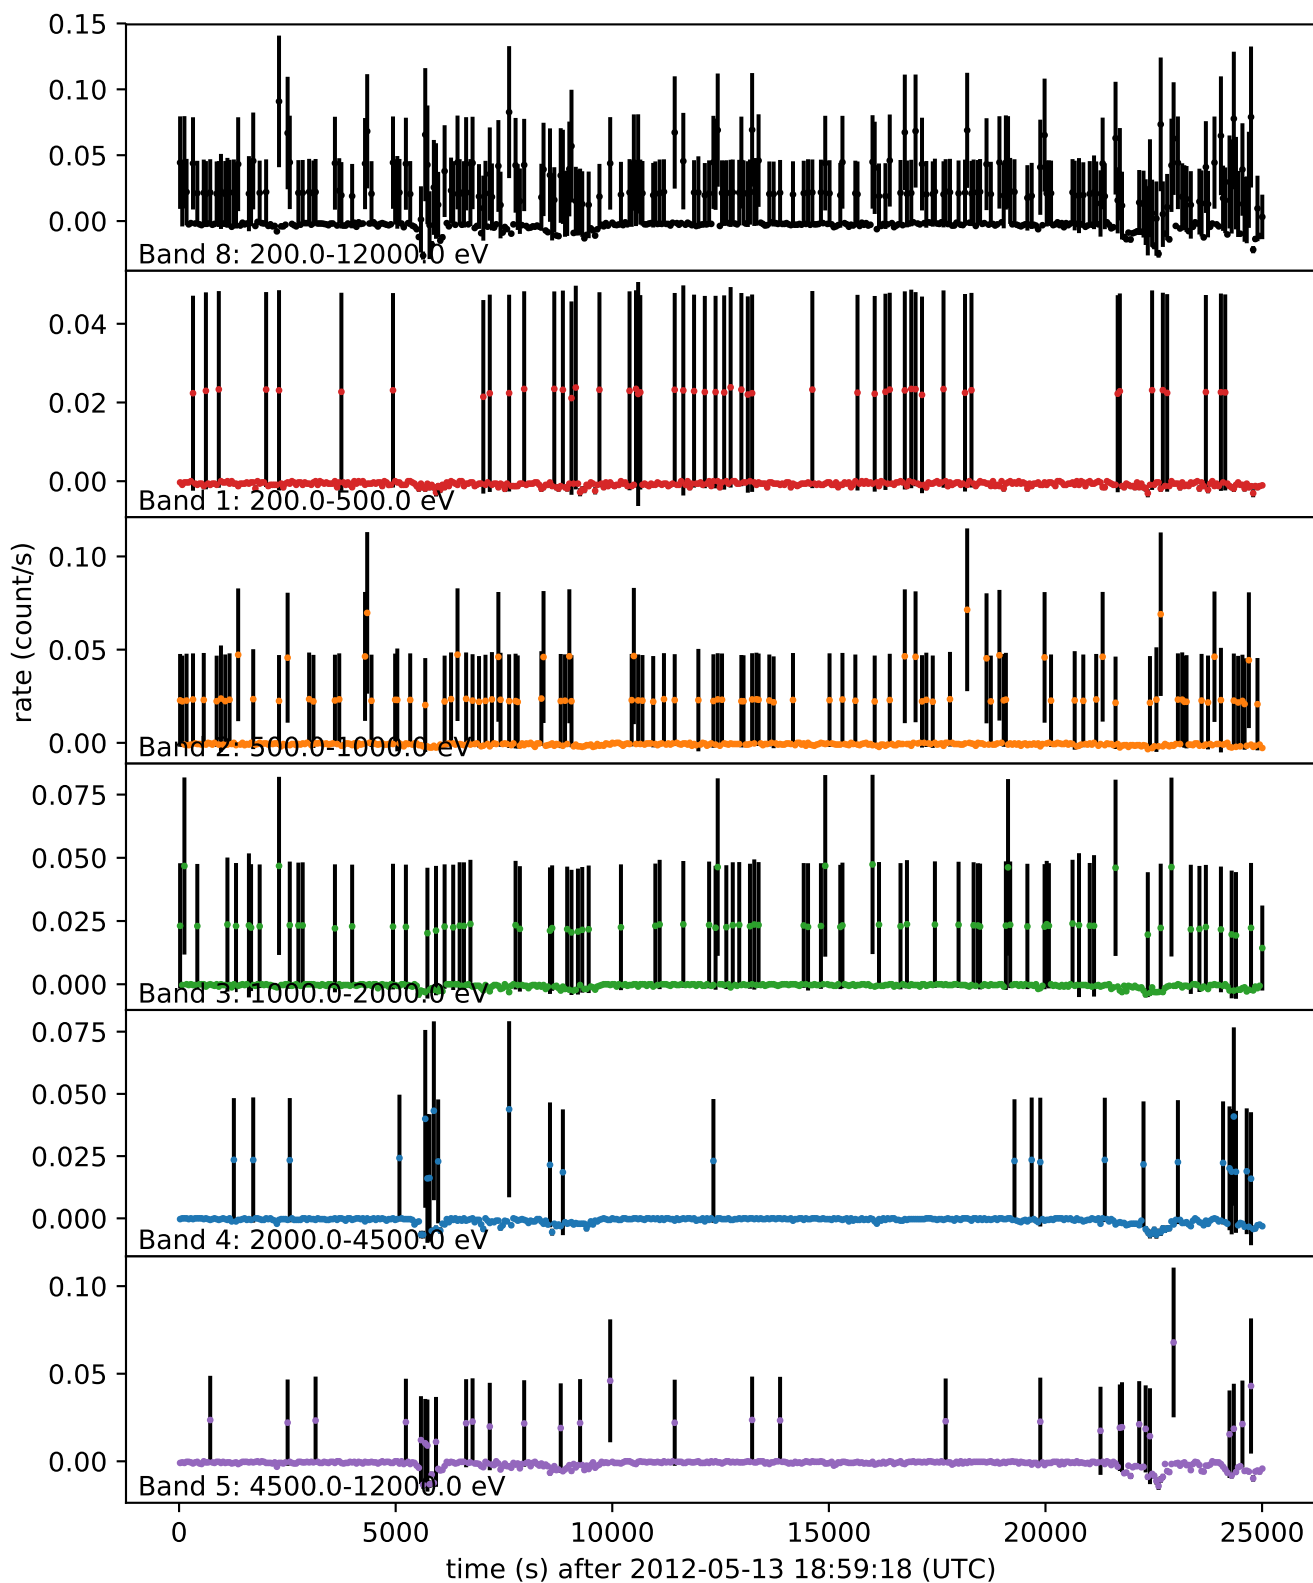 0.15
0.10
0.05
0.00
Band 8: 200.0-12000.0 eV
0.04
0.02
0.00
Band 1: 200.0-500.0 eV
rate (count/s)
0.10
0.05
0.00
Band 2: 500.0-1000.0 eV
0.075
0.050
0.025
0.000
Band 3: 1000.0-2000.0 eV
0.075
0.050
0.025
0.000
Band 4: 2000.0-4500.0 eV
0.10
0.05
0.00
Band 5: 4500.0-12000.0 eV
0 5000 10000 15000 20000 25000
time (s) after 2012-05-13 18:59:18 (UTC)